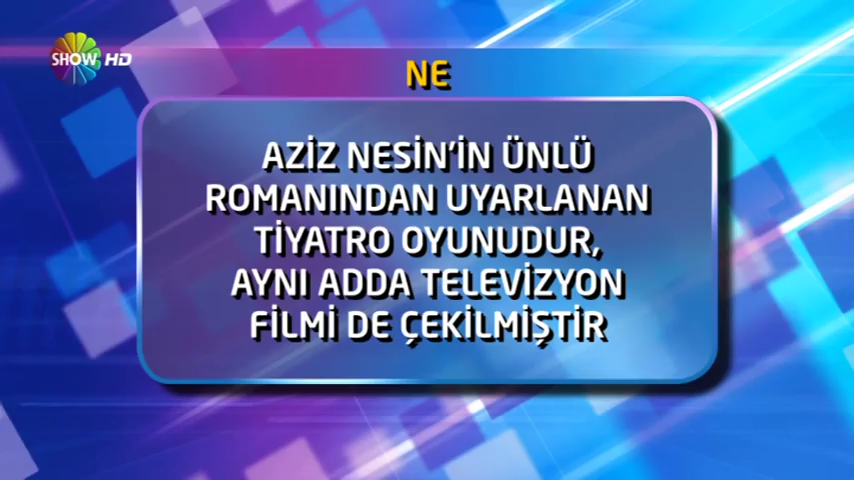 SHOW HD
NE
AZİZ NESİN'İN ÜNLÜ
ROMANINDAN UYARLANAN
TİYATRO OYUNUDUR,
AYNI ADDA TELEVİZYON
FİLMİ DE ÇEKİLMİŞTİR